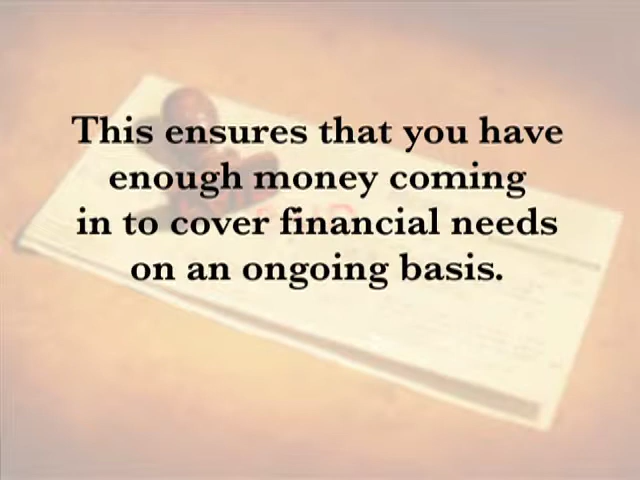 This ensures that you have
enough money coming
in to cover financial needs
on an ongoing basis.